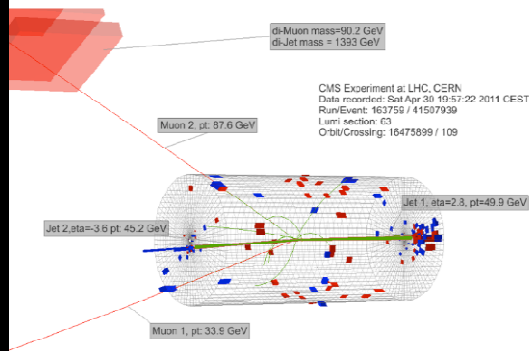 di-Muon mass=90.2 GeV
di-Jet mass = 1393 GeV
CMS Experiment at LHC, CERN
Data recorded: Sat Apr 30 19:57:22 2011 CEST
Run/Event: 163759 / 41507939
Lumi section: 63
Orbit/Crossing: 16475899 / 109
Muon 2, pt: 87.6 GeV
Jet 1, eta=2.8, pt=49.9 GeV
Jet 2,eta=-3.6 pt: 45.2 GeV
Muon 1, pt: 33.9 GeV